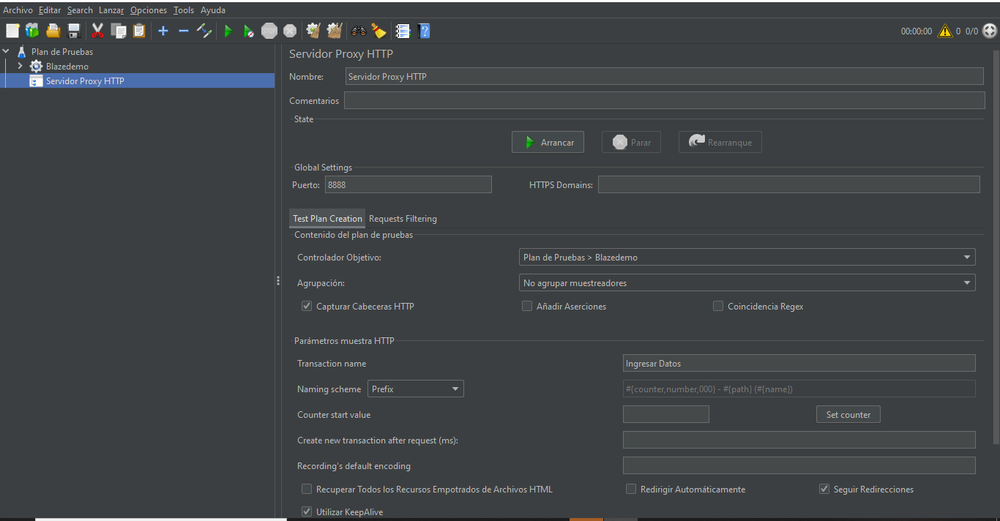 Archivo Editar Search Lanzar Opciones Tools Ayuda
00:00:00 0 0/0
Plan de Pruebas
Blazedemo
Servidor Proxy HTTP
Servidor Proxy HTTP
Nombre: Servidor Proxy HTTP
Comentarios
State
Arrancar Parar Rearranque
Global Settings
Puerto: 8888 HTTPS Domains:
Test Plan Creation Requests Filtering
Contenido del plan de pruebas
Controlador Objetivo: Plan de Pruebas > Blazedemo
Agrupación: No agrupar muestreadores
Capturar Cabeceras HTTP Añadir Aserciones Coincidencia Regex
Parámetros muestra HTTP
Transaction name Ingresar Datos
Naming scheme Prefix #{counter,number,000} - #{path} (#{name})
Counter start value Set counter
Create new transaction after request (ms):
Recording's default encoding
Recuperar Todos los Recursos Empotrados de Archivos HTML Redirigir Automáticamente Seguir Redirecciones
Utilizar KeepAlive